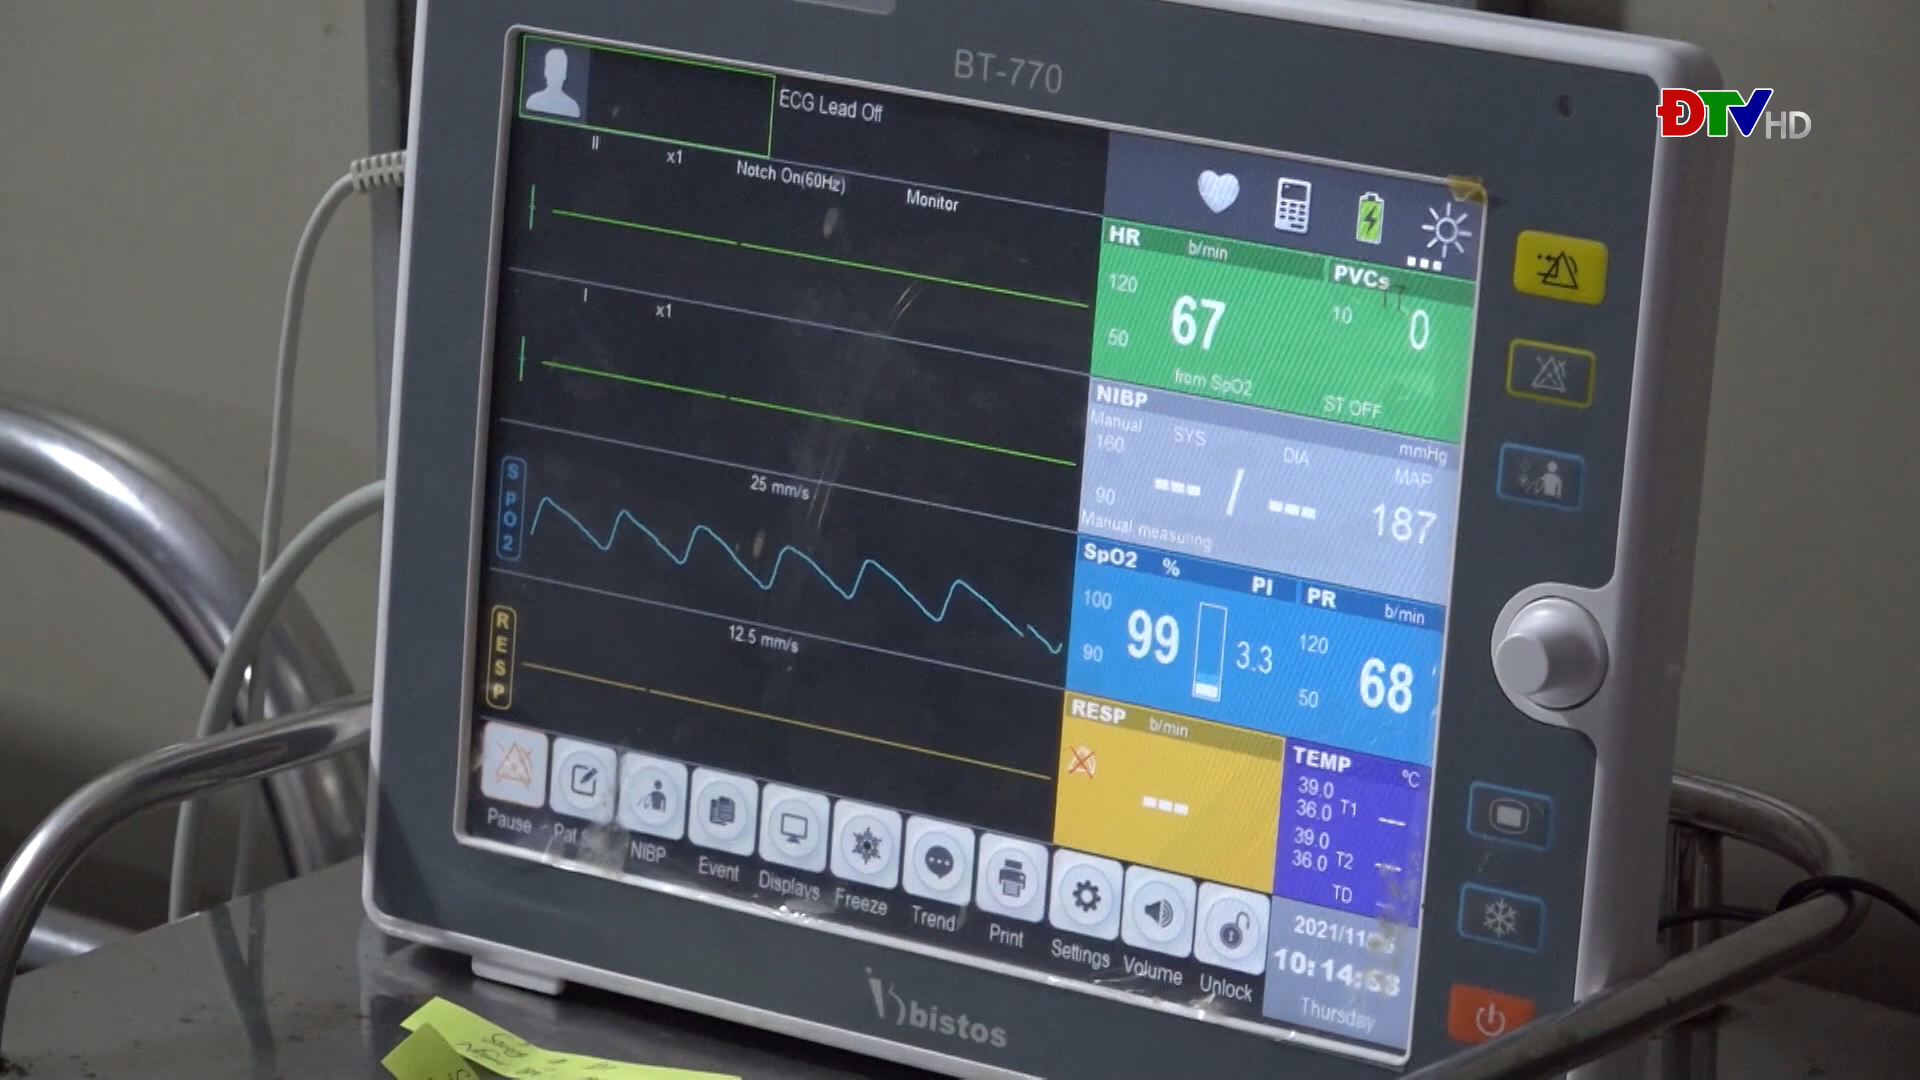 BT-770
ĐTV HD
ECG Lead Off
II x1 Notch On(60Hz) Monitor
HR b/min PVCs
120 67 10 0
50
from SpO2 ST OFF
I x1
NIBP mmHg
Manual SYS DIA MAP
160
90 --- / --- 187
Manual measuring
25 mm/s
SpO2
SpO2 % PI PR b/min
100 99 3.3 120 68
90 50
12.5 mm/s
RESP
RESP b/min
---
TEMP °C
39.0
36.0 T1 ---
39.0
36.0 T2 ---
TD
Pause
NIBP
Event
Displays
Freeze
Trend
Print
Settings
Volume
Unlock
2021/11
10:14:53
Thursday
bistos